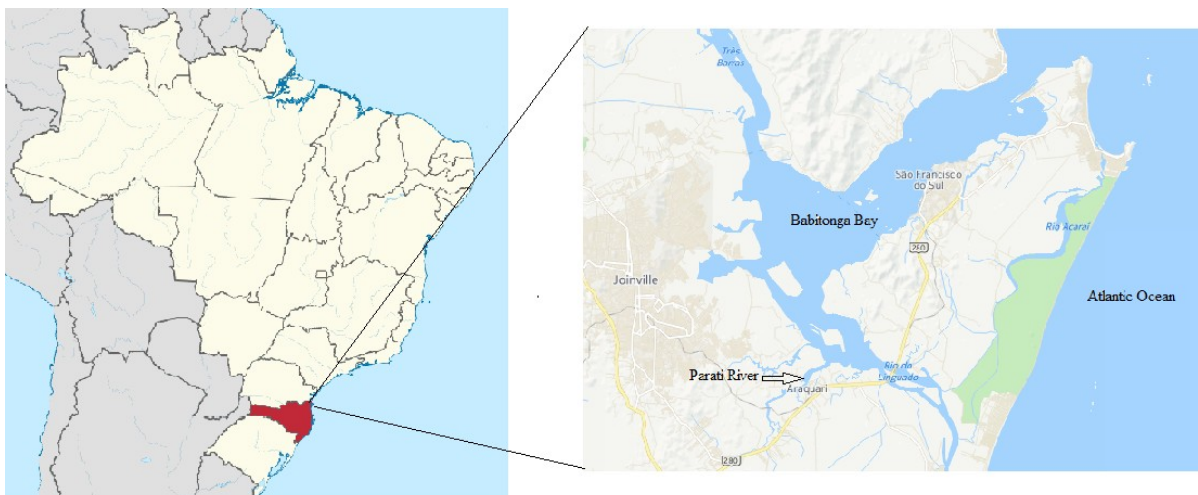 Três
Barras
São Francisco
do Sul
Babitonga Bay
Rio Acaraí
280
Joinville
Atlantic Ocean
Parati River
Rio do
Linguado
Araquari
280